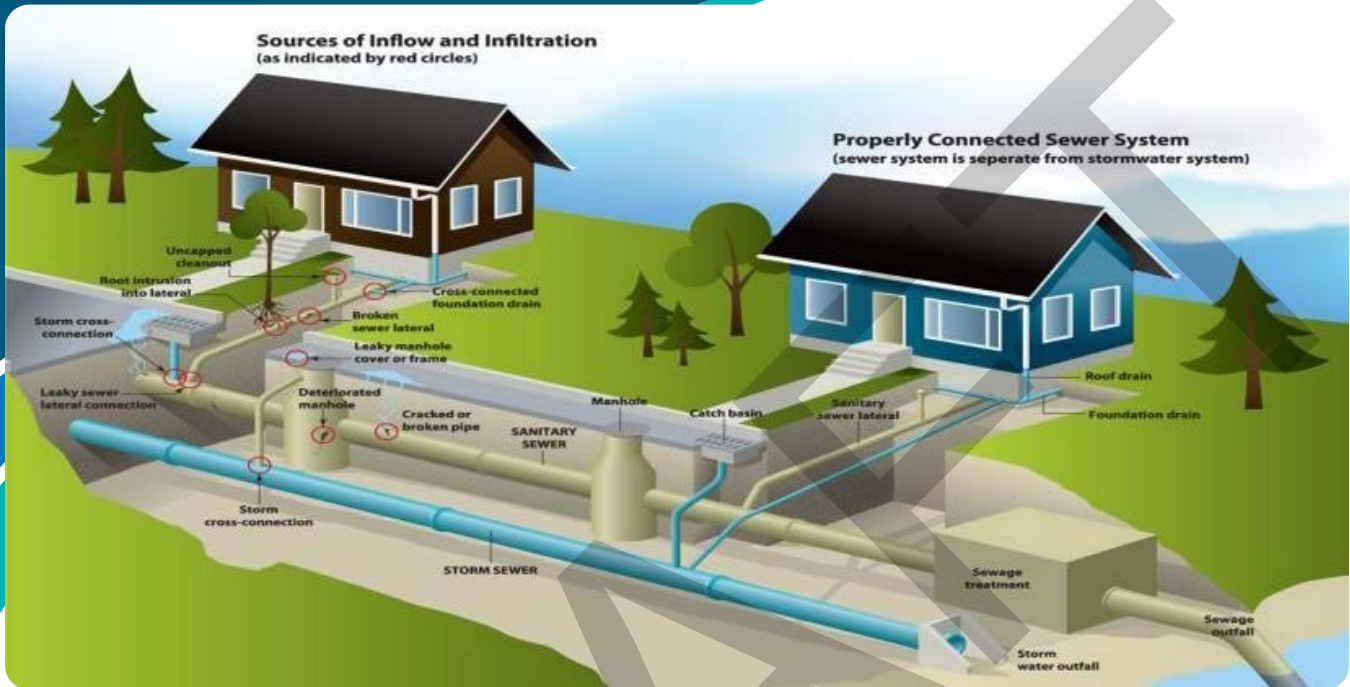 Sources of Inflow and Infiltration
(as indicated by red circles)
Properly Connected Sewer System
(sewer system is seperate from stormwater system)
Uncapped
cleanout
Root intrusion
into lateral
Cross-connected
foundation drain
Storm cross-
connection
Broken
sewer lateral
Leaky manhole
cover or frame
Leaky sewer
lateral connection
Deteriorated
manhole
Cracked or
broken pipe
SANITARY
SEWER
Manhole
Catch basin
Sanitary
sewer lateral
Roof drain
Foundation drain
Storm
cross-connection
STORM SEWER
Sewage
treatment
Sewage
outfall
Storm
water outfall